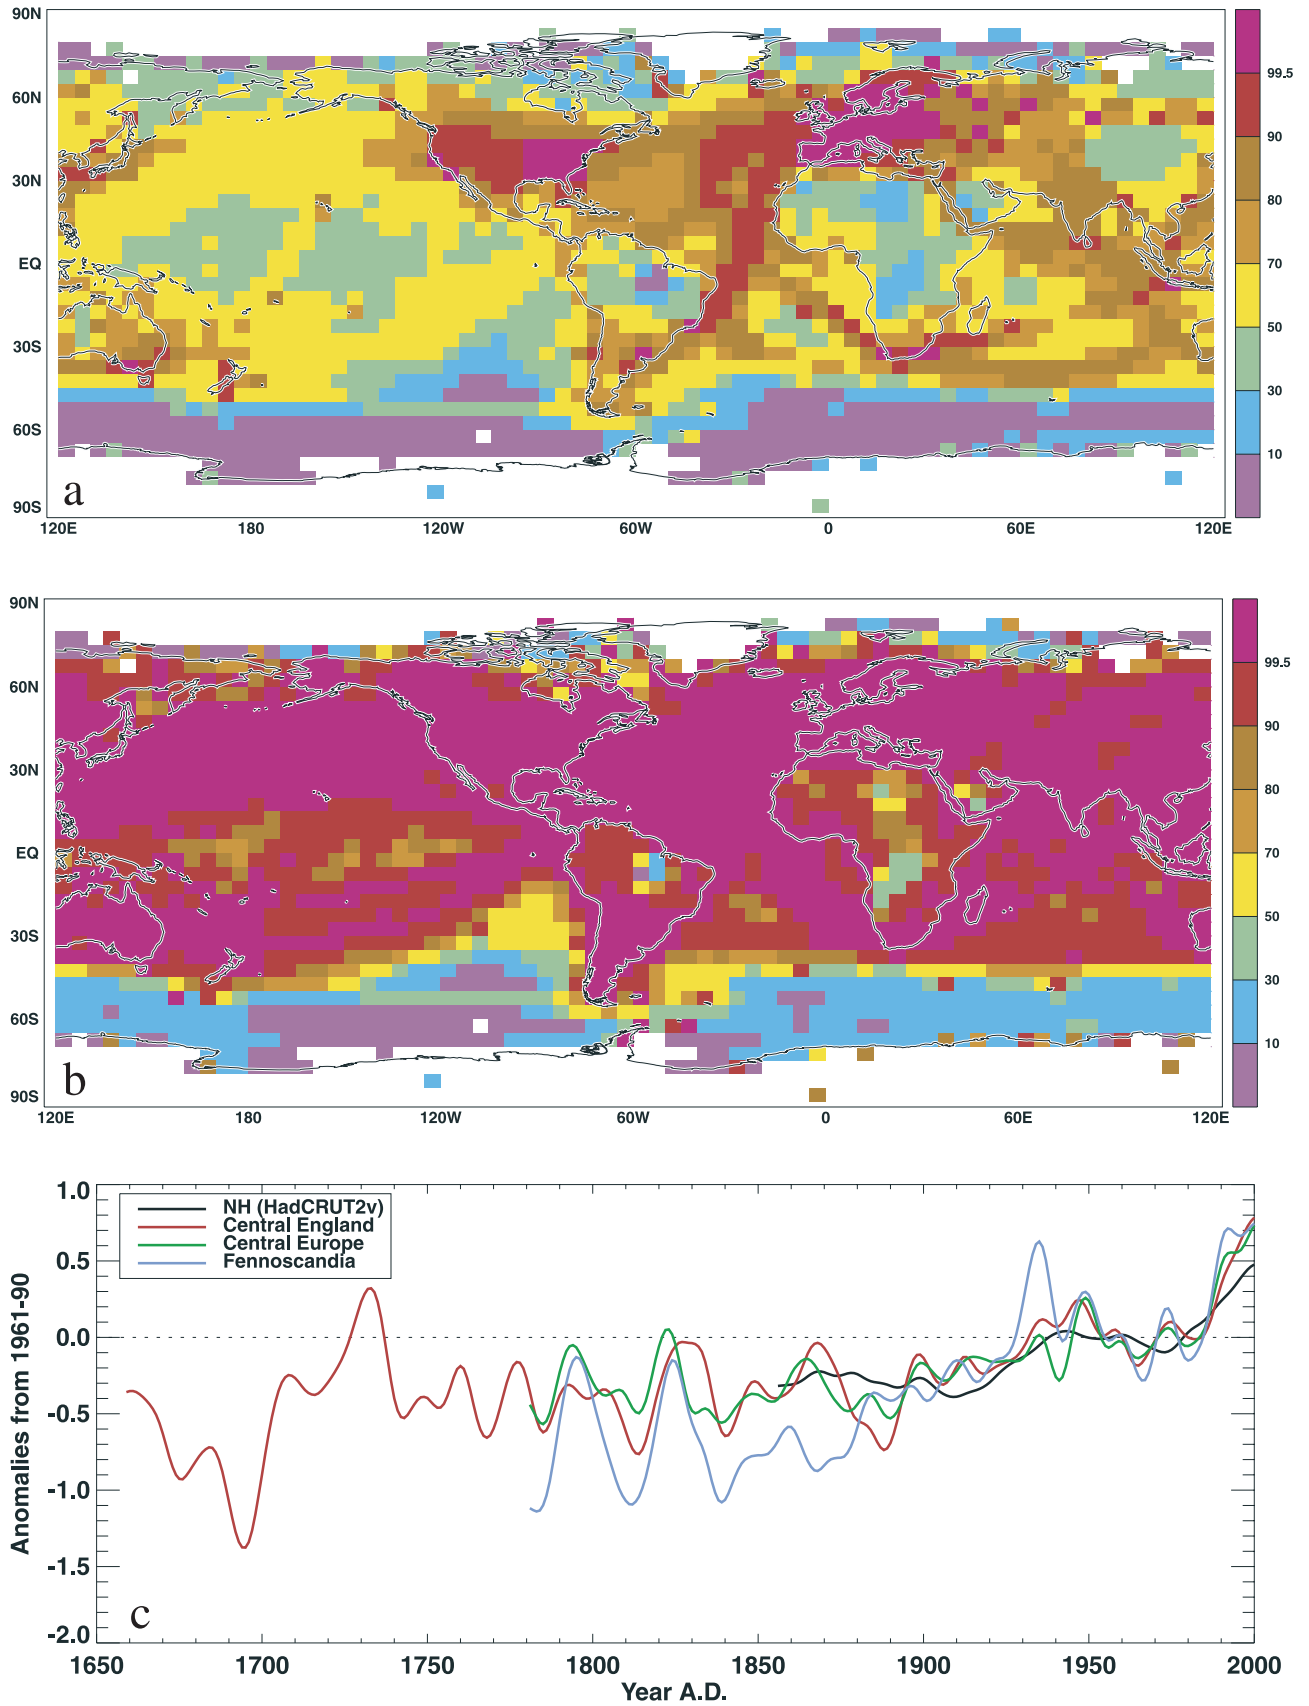 90N
60N
30N
EQ
30S
60S
90S
120E 180 120W 60W 0 60E 120E
99.5
90
80
70
50
30
10
a
90N
60N
30N
EQ
30S
60S
90S
120E 180 120W 60W 0 60E 120E
99.5
90
80
70
50
30
10
b
Anomalies from 1961-90
1.0
0.5
0.0
-0.5
-1.0
-1.5
-2.0
NH (HadCRUT2v)
Central England
Central Europe
Fennoscandia
c
1650 1700 1750 1800 1850 1900 1950 2000
Year A.D.